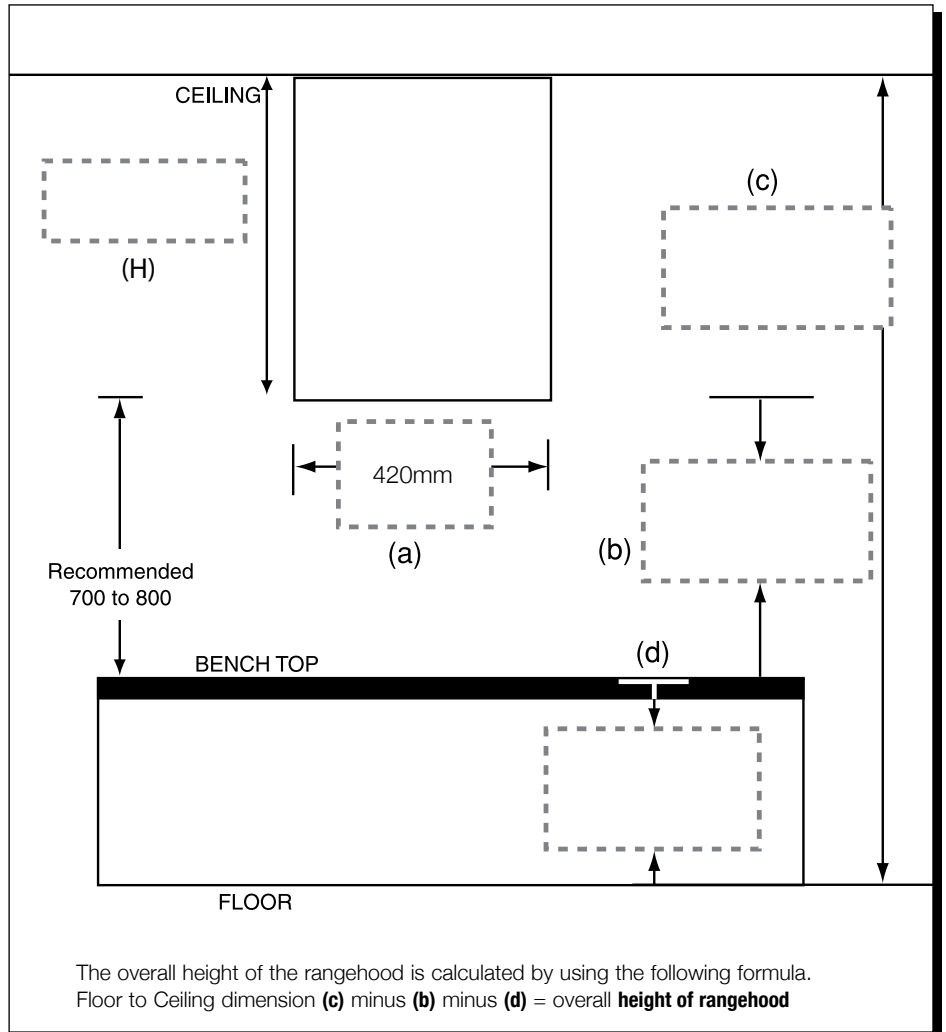 CEILING
(c)
(H)
420mm
(a)
(b)
Recommended
700 to 800
BENCH TOP
(d)
FLOOR
The overall height of the rangehood is calculated by using the following formula.
Floor to Ceiling dimension (c) minus (b) minus (d) = overall height of rangehood